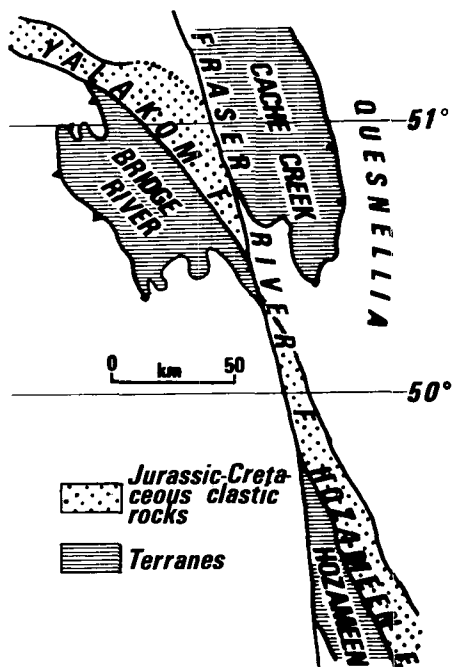 YALAKOM F
FRASER RIVER F
CACHE
CREEK
QUESNELLIA
51°
BRIDGE
RIVER
0 km 50
50°
HOZAMEEN F
HOZAMEEN
Jurassic-Creta-
ceous clastic
rocks
Terranes